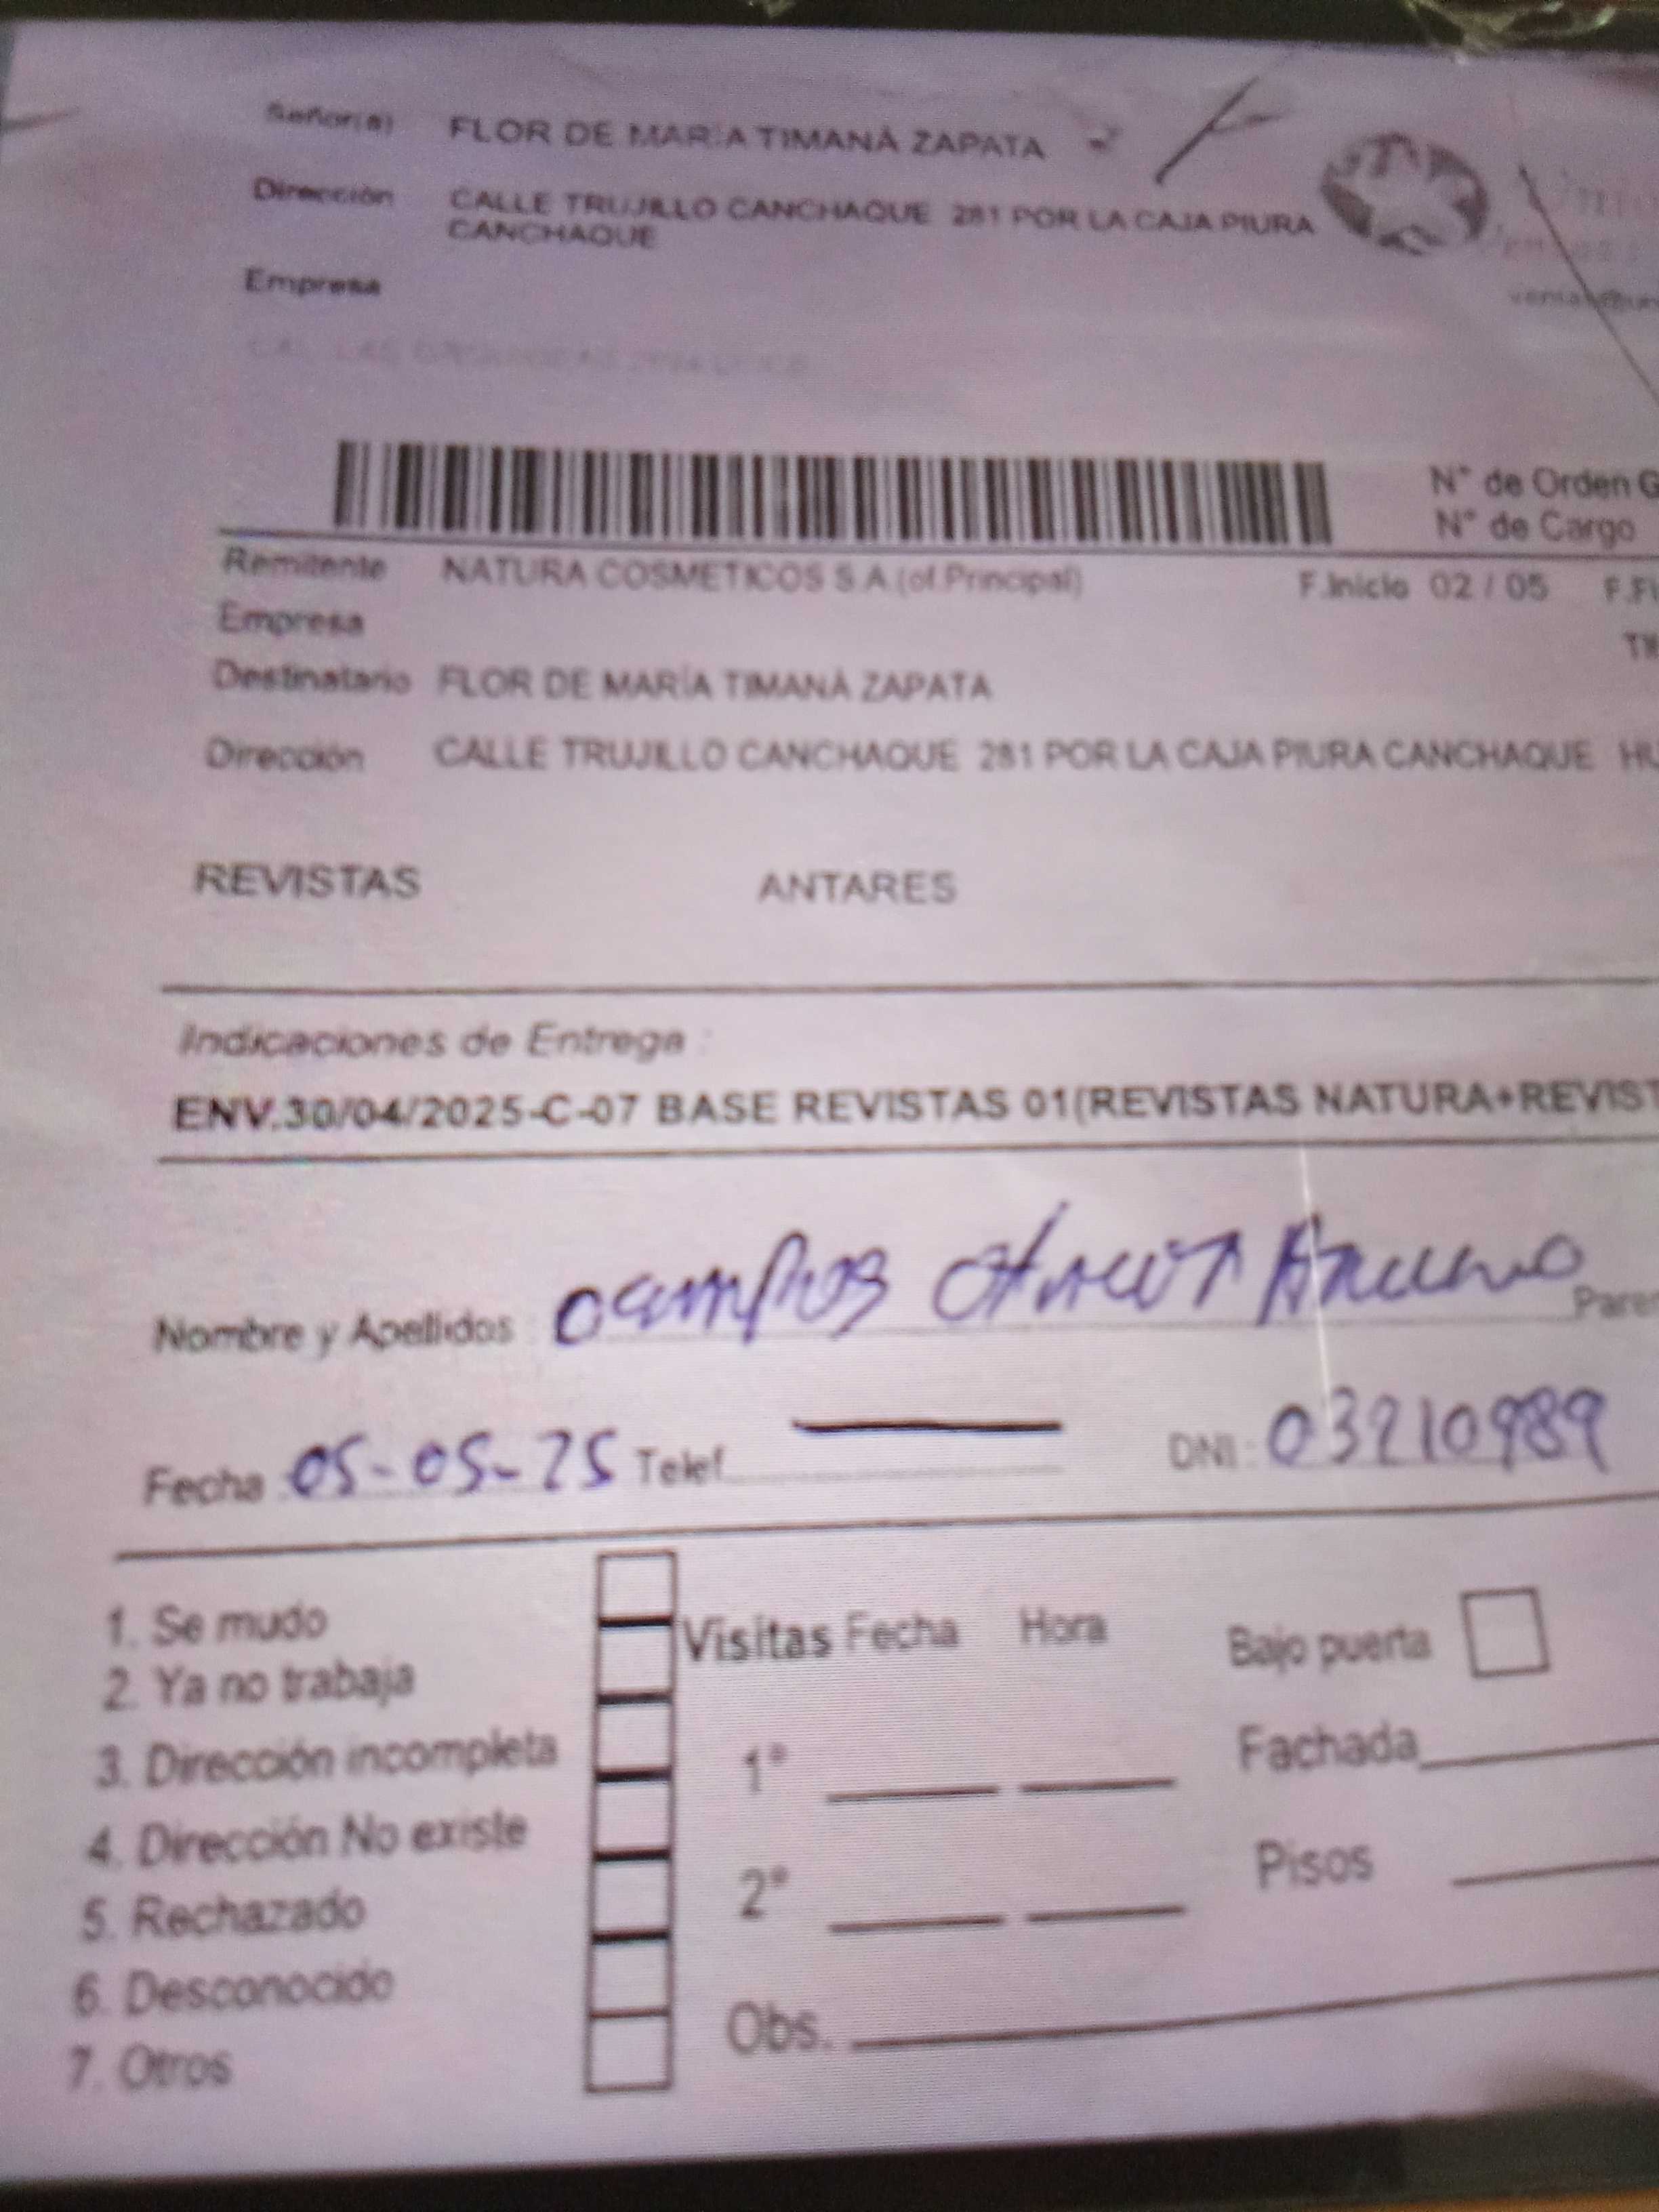 Señor(a) FLOR DE MARÍA TIMANÁ ZAPATA
Dirección CALLE TRUJILLO CANCHAQUE 281 POR LA CAJA PIURA
CANCHAQUE
Empresa
N° de Orden G
N° de Cargo
Remitente NATURA COSMETICOS S.A.(of.Principal) F.Inicio 02 / 05
Empresa
Destinatario FLOR DE MARÍA TIMANÁ ZAPATA
Dirección CALLE TRUJILLO CANCHAQUE 281 POR LA CAJA PIURA CANCHAQUE HU
REVISTAS ANTARES
Indicaciones de Entrega :
ENV.30/04/2025-C-07 BASE REVISTAS 01(REVISTAS NATURA+REVIST
Nombre y Apellidos Ocampos Paren
Fecha 05-05-25 Telef. DNI: 03210989
1. Se mudo
2. Ya no trabaja
3. Dirección incompleta
4. Dirección No existe
5. Rechazado
6. Desconocido
7. Otros
Visitas Fecha Hora
1°
2°
Obs.
Bajo puerta
Fachada
Pisos